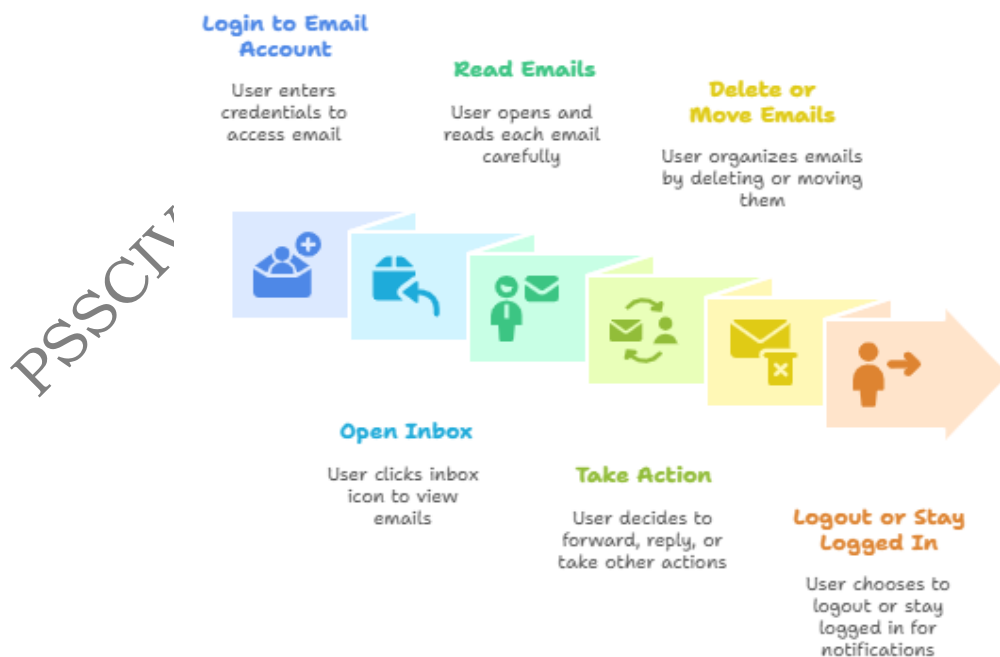 Login to Email
Account
User enters
credentials to
access email
Read Emails
User opens and
reads each email
carefully
Delete or
Move Emails
User organizes emails
by deleting or moving
them
Open Inbox
User clicks inbox
icon to view
emails
Take Action
User decides to
forward, reply, or
take other actions
Logout or Stay
Logged In
User chooses to
logout or stay
logged in for
notifications